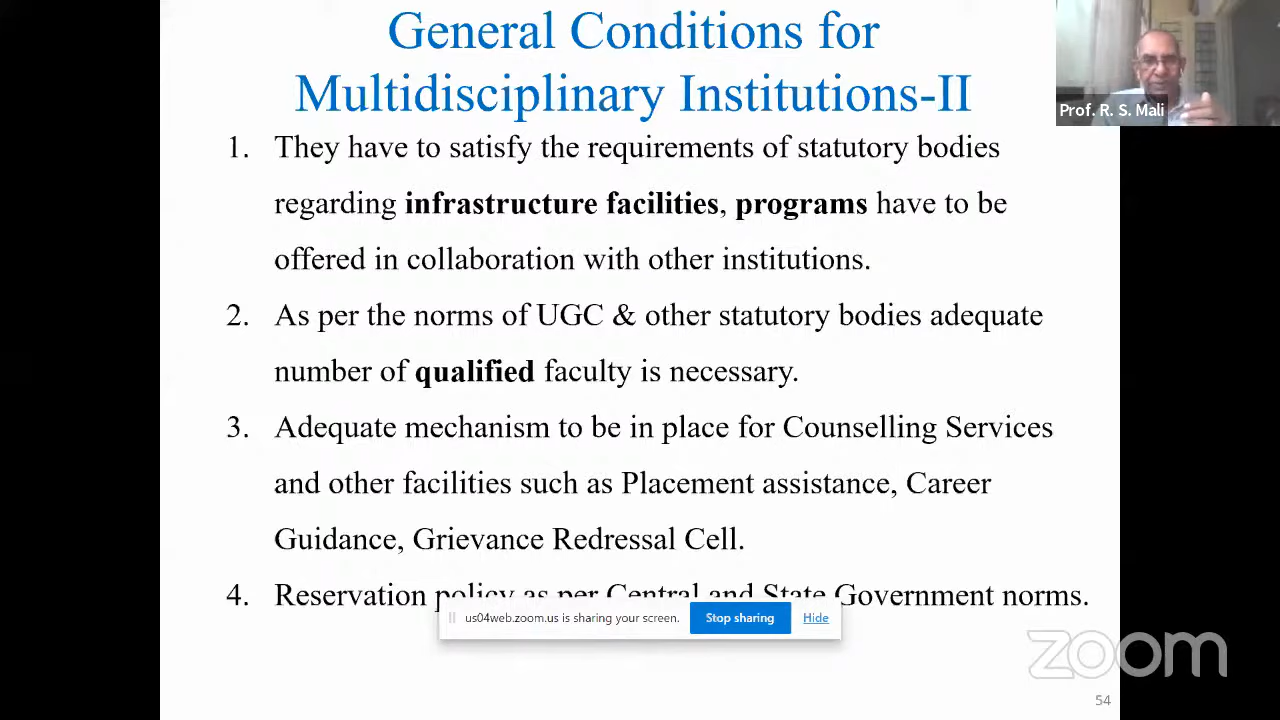 General Conditions for
Multidisciplinary Institutions-II
Prof. R. S. Mali
1. They have to satisfy the requirements of statutory bodies
regarding infrastructure facilities, programs have to be
offered in collaboration with other institutions.
2. As per the norms of UGC & other statutory bodies adequate
number of qualified faculty is necessary.
3. Adequate mechanism to be in place for Counselling Services
and other facilities such as Placement assistance, Career
Guidance, Grievance Redressal Cell.
4. Reservation policy as per Central and State Government norms.
us04web.zoom.us is sharing your screen. Stop sharing Hide
zoom
54